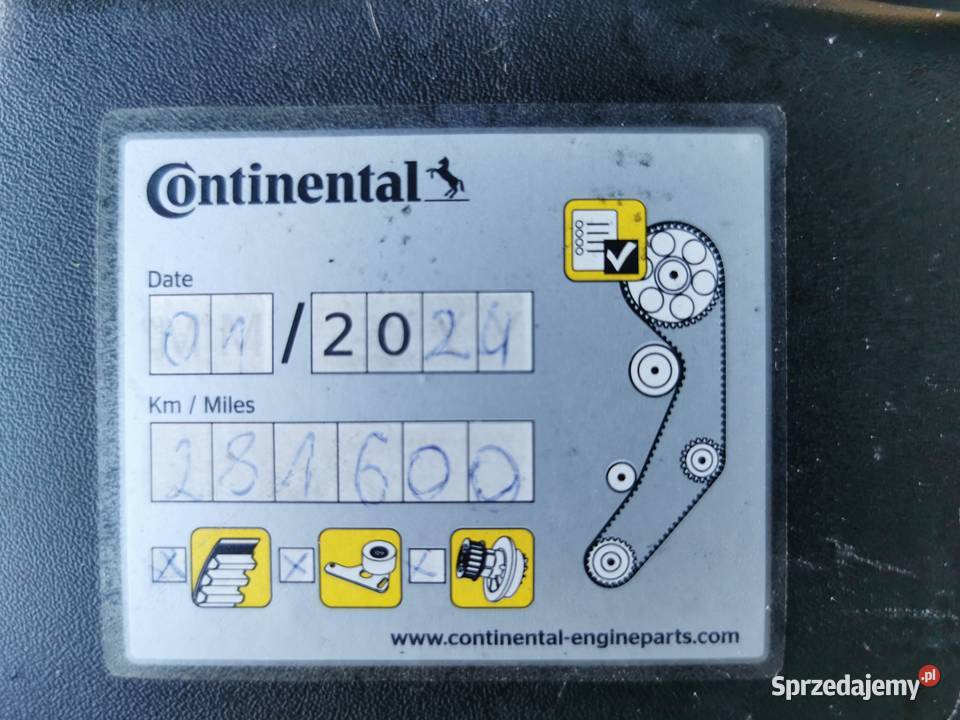 Continental
Date
01/2024
Km / Miles
281600
www.continental-engineparts.com
Sprzedajemy.pl